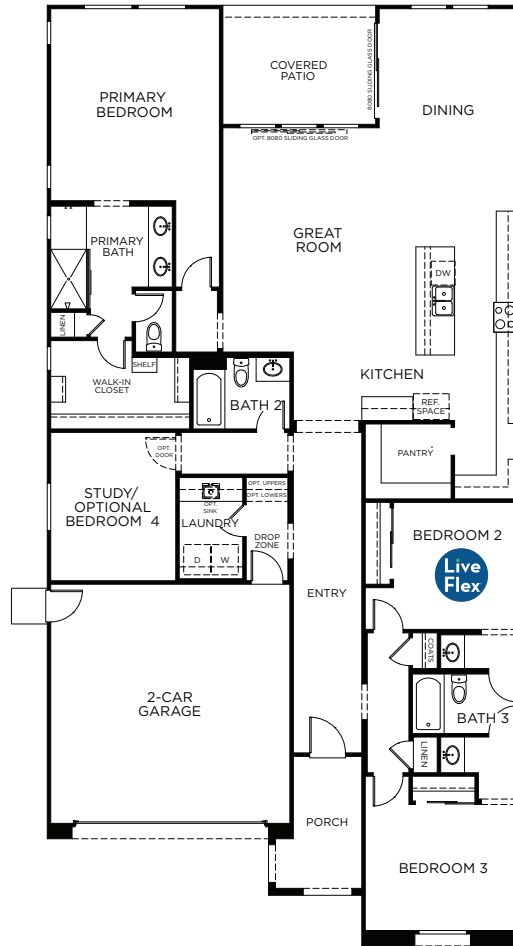 COVERED
PATIO
8080 SLIDING GLASS DOOR
PRIMARY
BEDROOM
DINING
OPT. 8080 SLIDING GLASS DOOR
GREAT
ROOM
PRIMARY
BATH
DW
LINEN
SHELF
WALK-IN
CLOSET
KITCHEN
BATH 2
REF.
SPACE
OPT.
DOOR
PANTRY
STUDY/
OPTIONAL
BEDROOM 4
OPT. UPPERS
OPT. LOWERS
OPT.
SINK
LAUNDRY
DROP
ZONE
D
W
BEDROOM 2
Live
Flex
ENTRY
COATS
2-CAR
GARAGE
BATH 3
LINEN
PORCH
BEDROOM 3